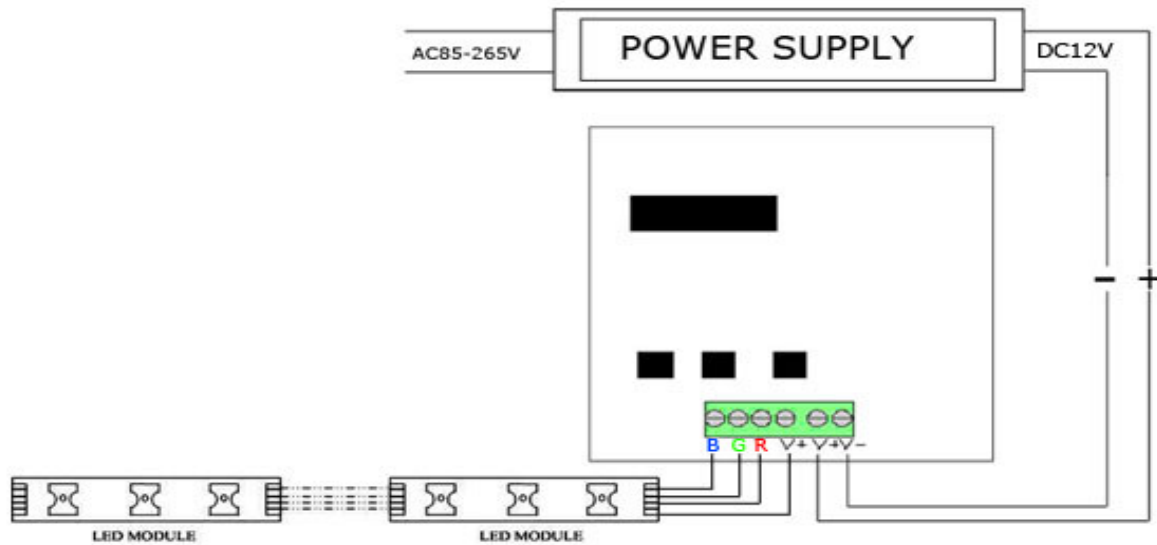 POWER SUPPLY
AC85-265V
DC12V
- +
B G R V+ V+ V-
LED MODULE
LED MODULE